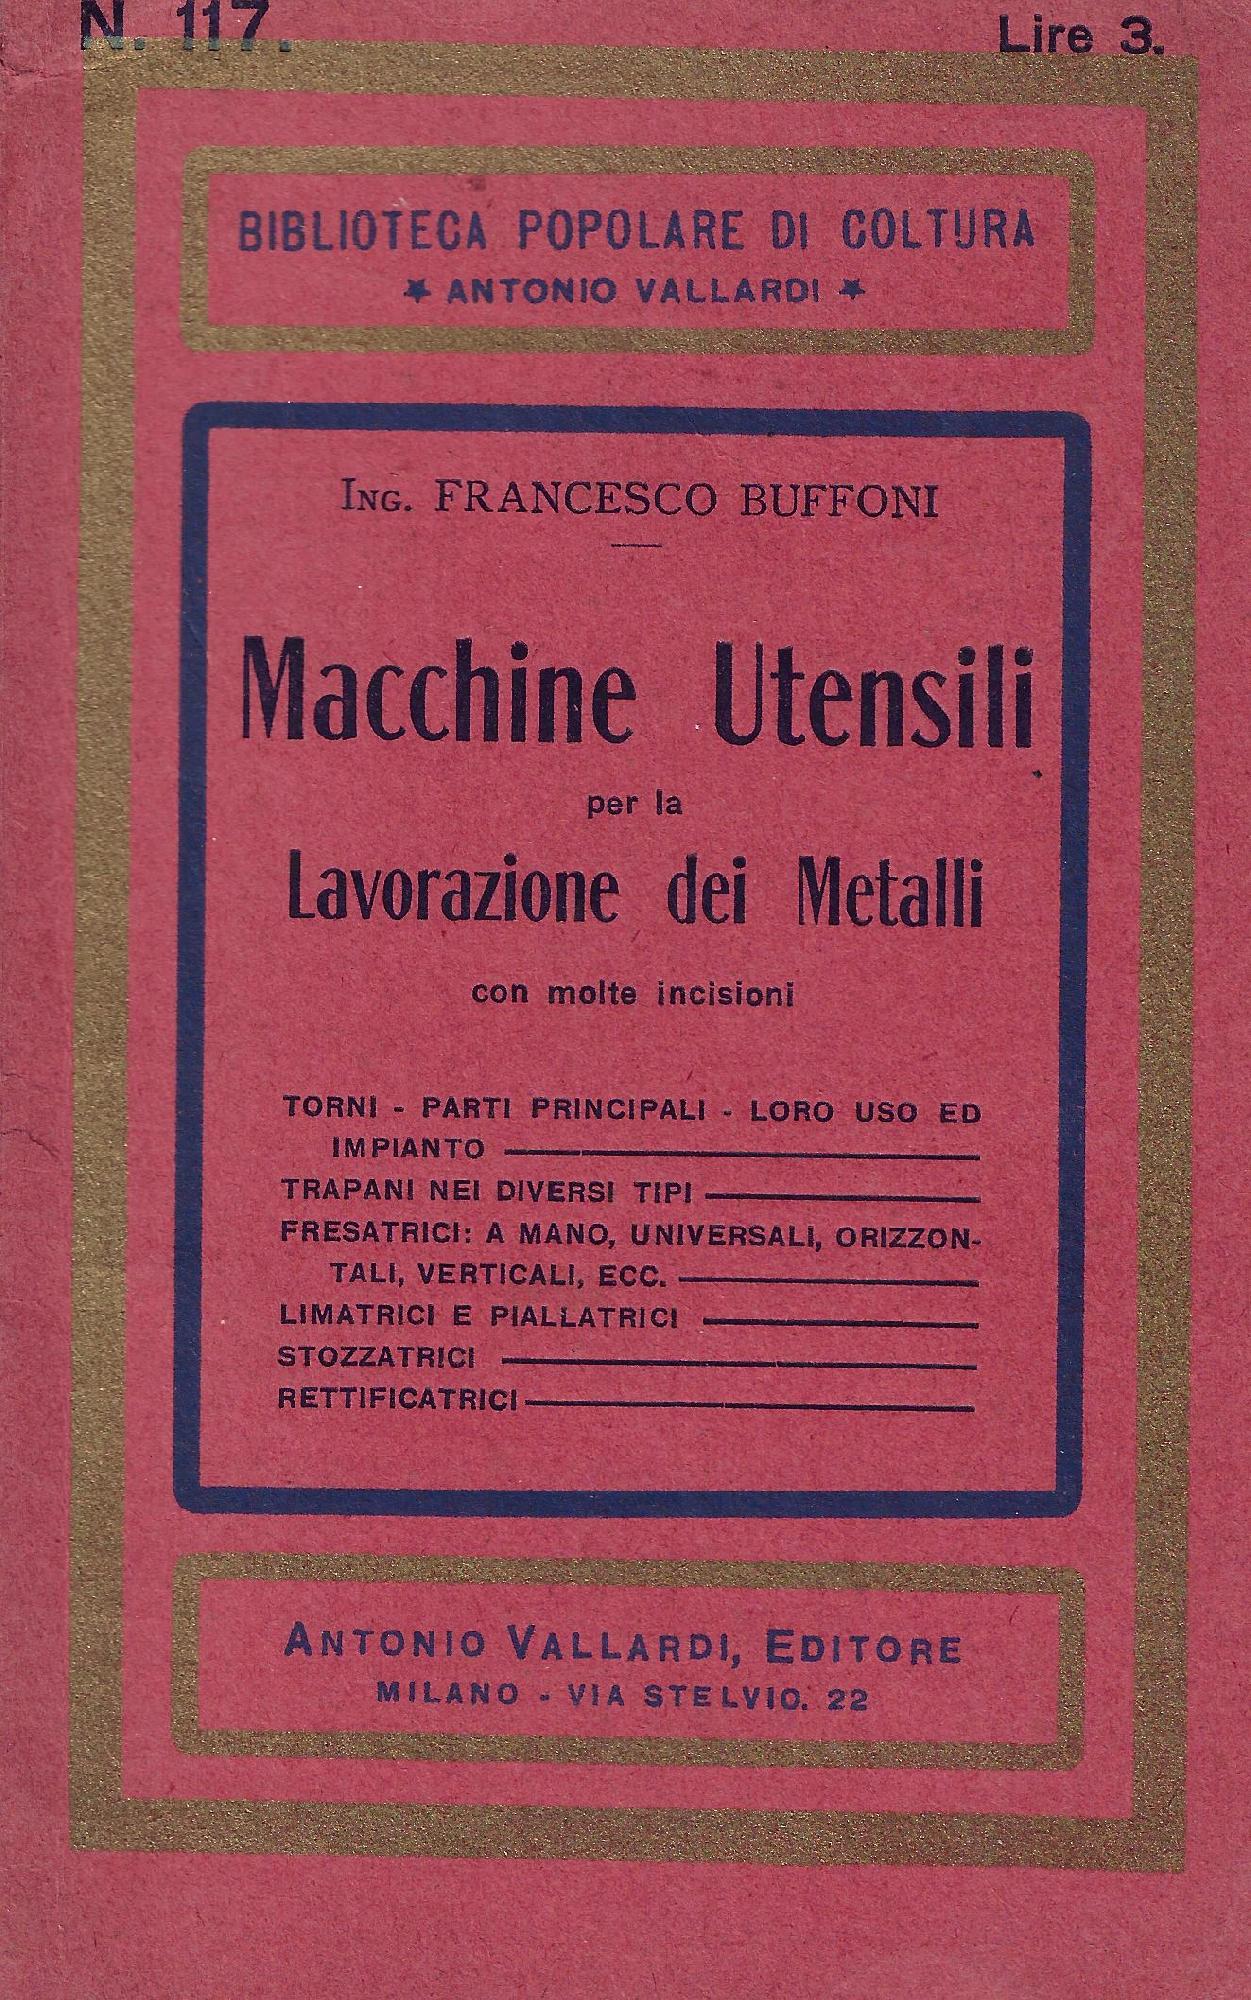 N. 117.
Lire 3.
BIBLIOTECA POPOLARE DI COLTURA
★ ANTONIO VALLARDI ★
ING. FRANCESCO BUFFONI
Macchine Utensili
per la
Lavorazione dei Metalli
con molte incisioni
TORNI - PARTI PRINCIPALI - LORO USO ED
IMPIANTO
TRAPANI NEI DIVERSI TIPI
FRESATRICI: A MANO, UNIVERSALI, ORIZZON-
TALI, VERTICALI, ECC.
LIMATRICI E PIALLATRICI
STOZZATRICI
RETTIFICATRICI
ANTONIO VALLARDI, EDITORE
MILANO - VIA STELVIO. 22